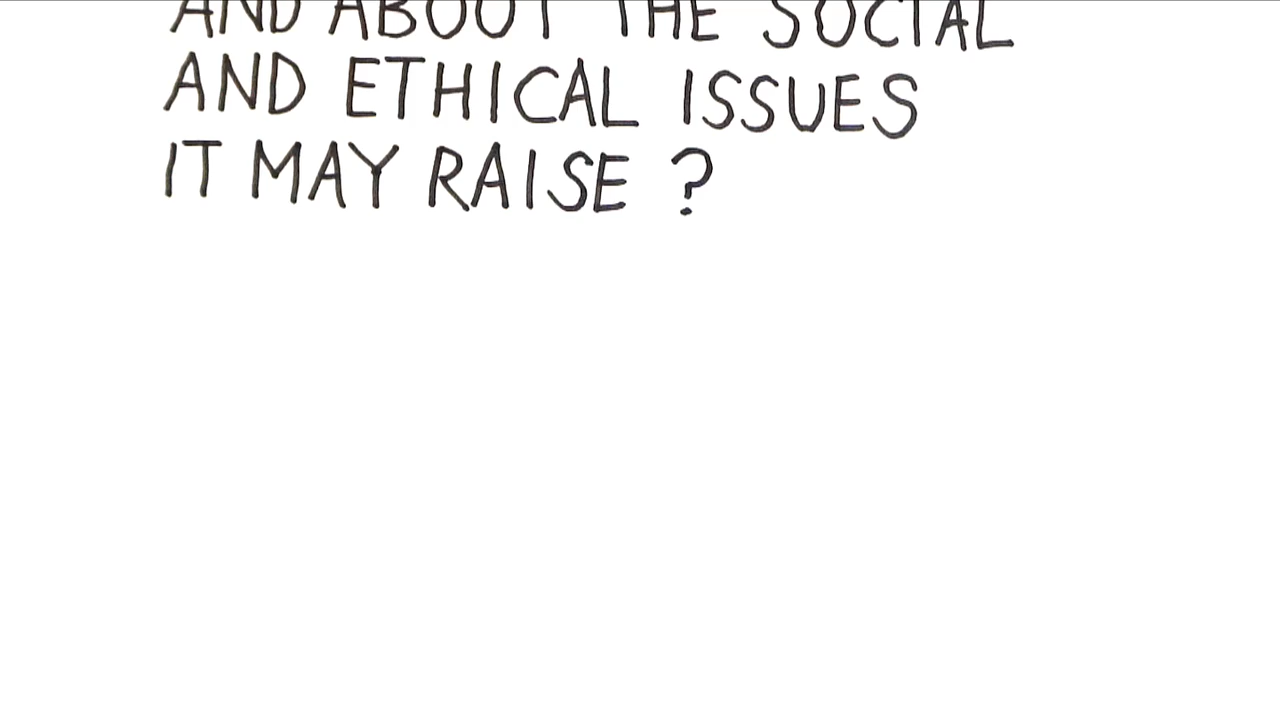 AND ABOUT THE SOCIAL
AND ETHICAL ISSUES
IT MAY RAISE ?